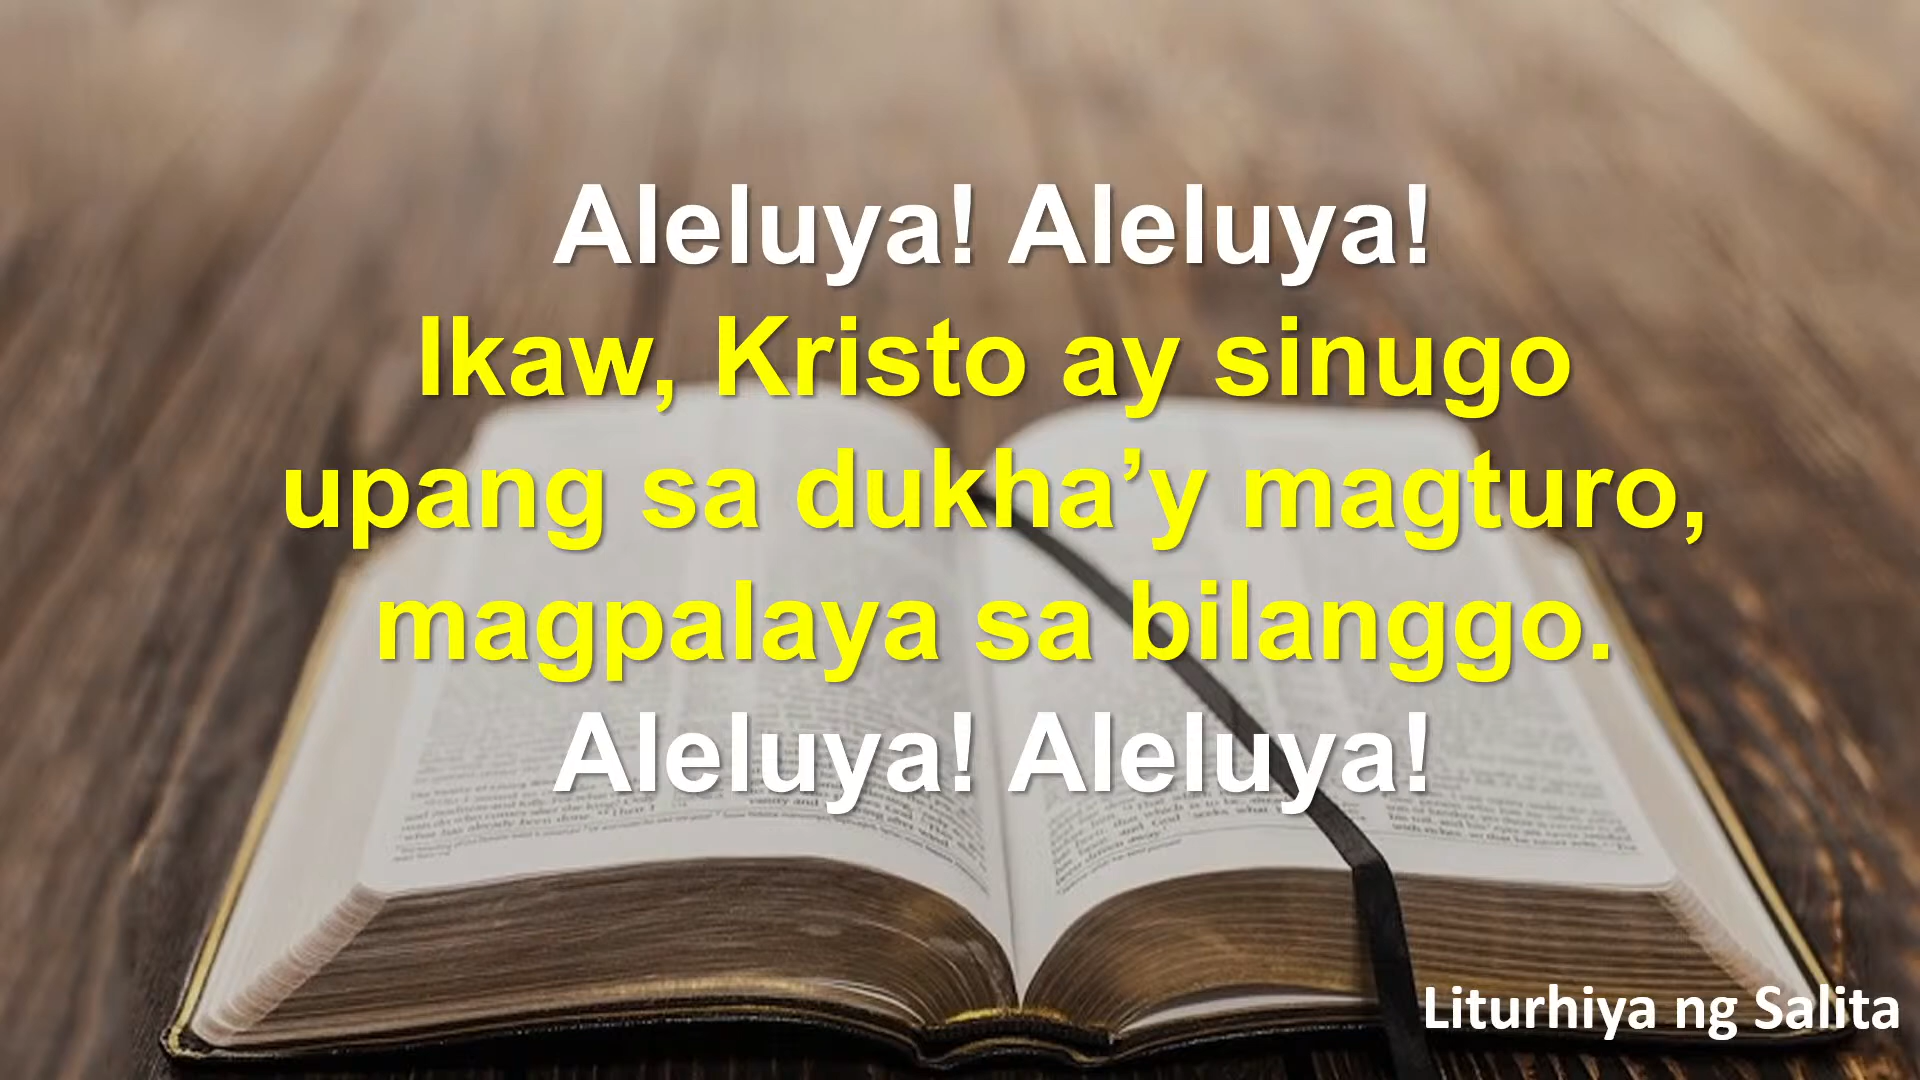 Aleluya! Aleluya!
Ikaw, Kristo ay sinugo
upang sa dukha’y magturo,
magpalaya sa bilanggo.
Aleluya! Aleluya!
Liturhiya ng Salita